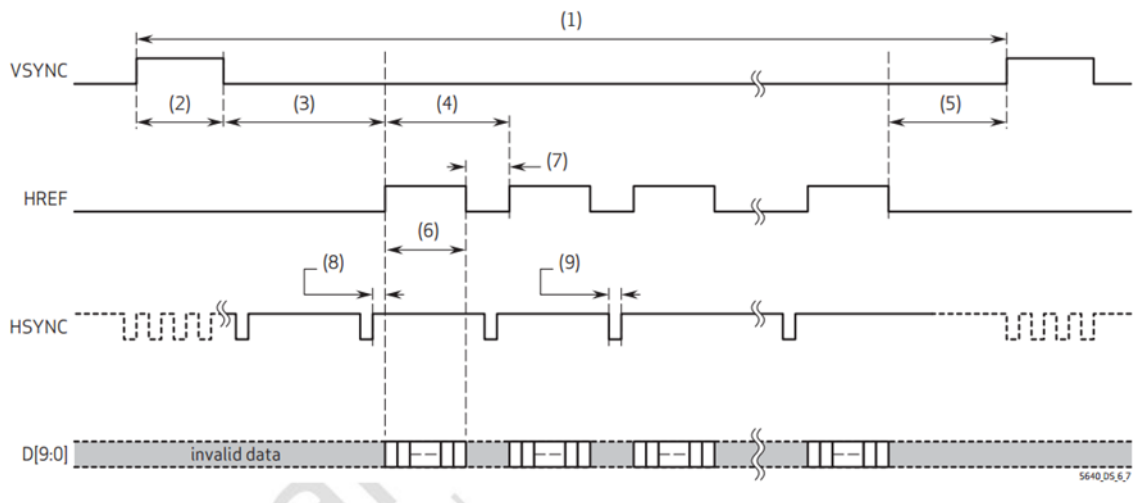 (1)
VSYNC
(2) (3) (4) (5)
(7)
HREF
(6)
(8) (9)
HSYNC
D[9:0] invalid data
5640_DS_6_7